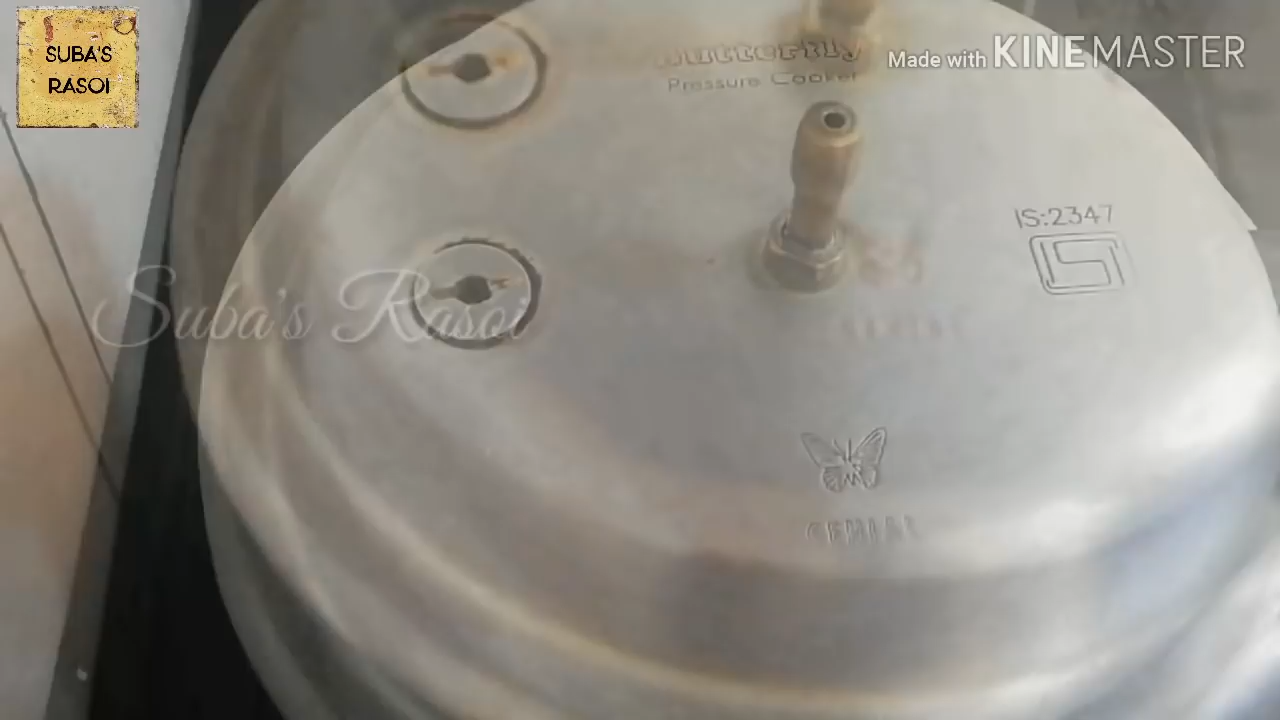 SUBA'S
RASOI
Made with KINEMASTER
Butterfly
Pressure Cooker
IS:2347
Suba's Rasoi